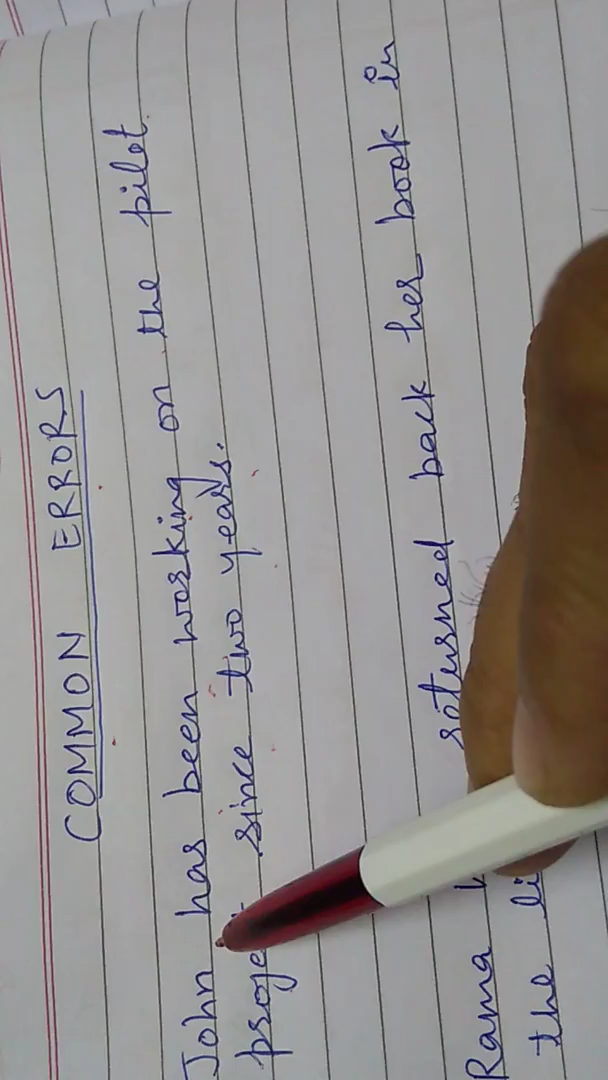 COMMON ERRORS
John has been working on the pilot
since two years.
Rama returned back her book in
the